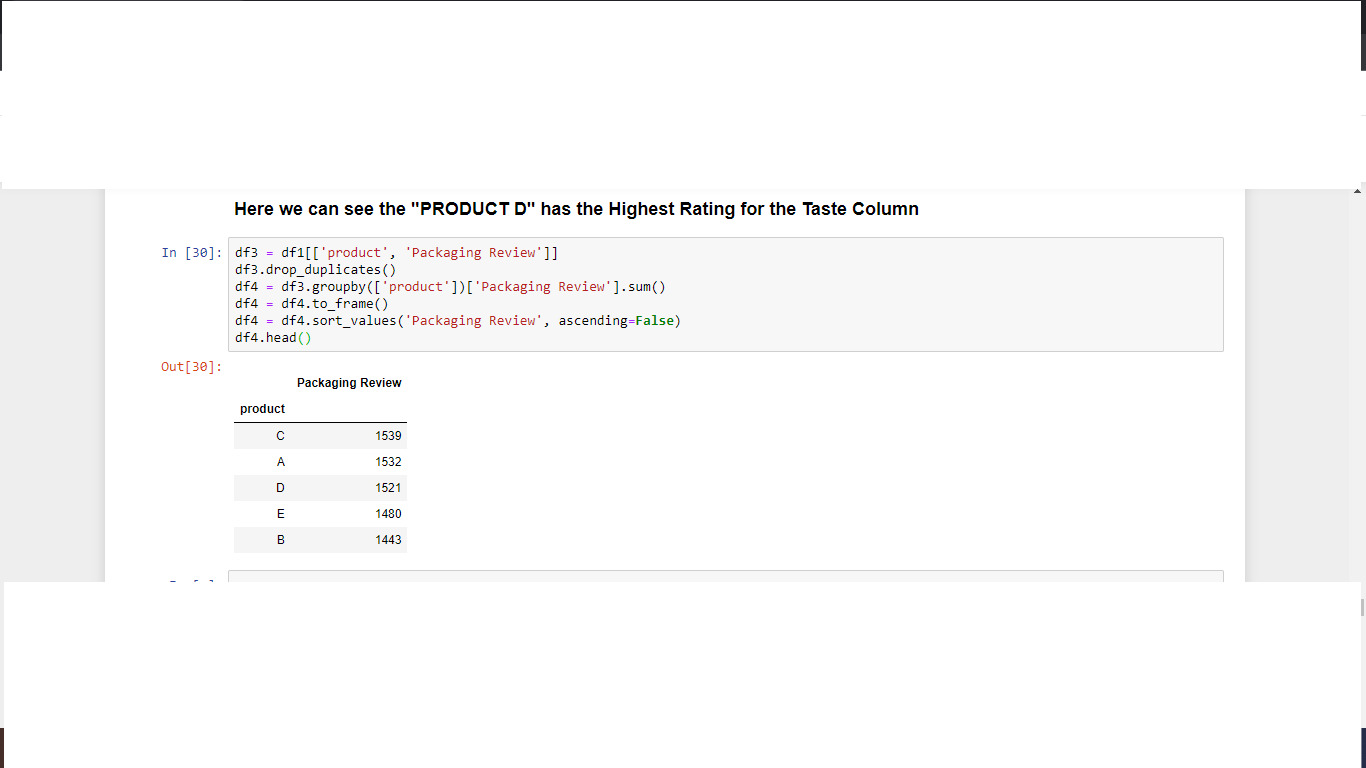 Here we can see the "PRODUCT D" has the Highest Rating for the Taste Column
In [30]: df3 = df1[['product', 'Packaging Review']]
df3.drop_duplicates()
df4 = df3.groupby(['product'])['Packaging Review'].sum()
df4 = df4.to_frame()
df4 = df4.sort_values('Packaging Review', ascending=False)
df4.head()
Out[30]:
Packaging Review
product
C 1539
A 1532
D 1521
E 1480
B 1443